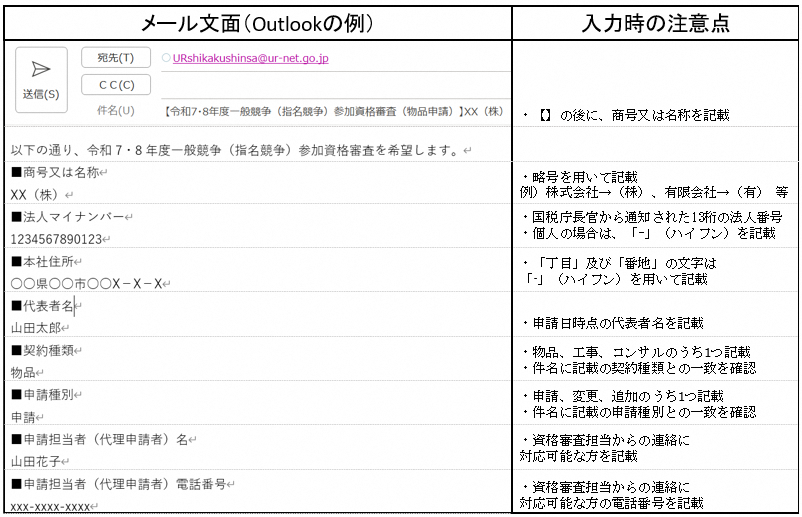 メール文面（Outlookの例）
入力時の注意点
送信(S)
宛先(T)
URshikakushinsa@ur-net.go.jp
ＣＣ(C)
件名(U)
【令和7・8年度一般競争（指名競争）参加資格審査（物品申請）】XX（株）
・【】の後に、商号又は名称を記載
以下の通り、令和７・８年度一般競争（指名競争）参加資格審査を希望します。↵
■商号又は名称↵
XX（株）↵
・略号を用いて記載
例）株式会社→（株）、有限会社→（有） 等
■法人マイナンバー↵
1234567890123↵
・国税庁長官から通知された13桁の法人番号
・個人の場合は、「-」（ハイフン）を記載
■本社住所↵
〇〇県〇〇市〇〇X－X－X↵
・「丁目」及び「番地」の文字は
「-」（ハイフン）を用いて記載
■代表者名↵
山田太郎↵
・申請日時点の代表者名を記載
■契約種類↵
物品↵
・物品、工事、コンサルのうち1つ記載
・件名に記載の契約種類との一致を確認
■申請種別↵
申請↵
・申請、変更、追加のうち1つ記載
・件名に記載の申請種別との一致を確認
■申請担当者（代理申請者）名↵
山田花子↵
・資格審査担当からの連絡に
対応可能な方を記載
■申請担当者（代理申請者）電話番号↵
xxx-xxxx-xxxx↵
・資格審査担当からの連絡に
対応可能な方の電話番号を記載